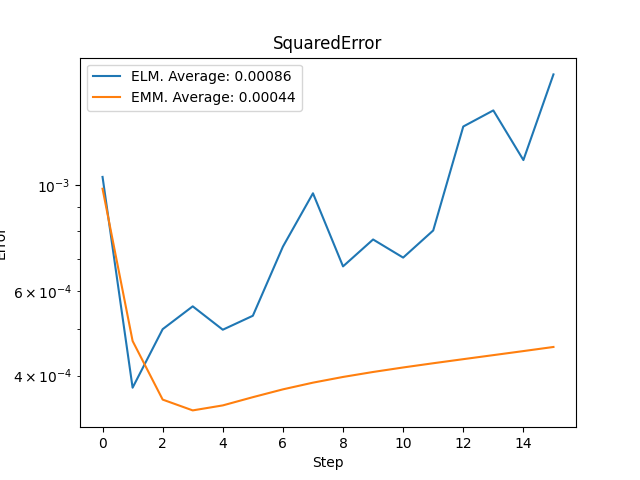 SquaredError
ELM. Average: 0.00086
EMM. Average: 0.00044
10⁻³
6 × 10⁻⁴
4 × 10⁻⁴
Error
0 2 4 6 8 10 12 14
Step